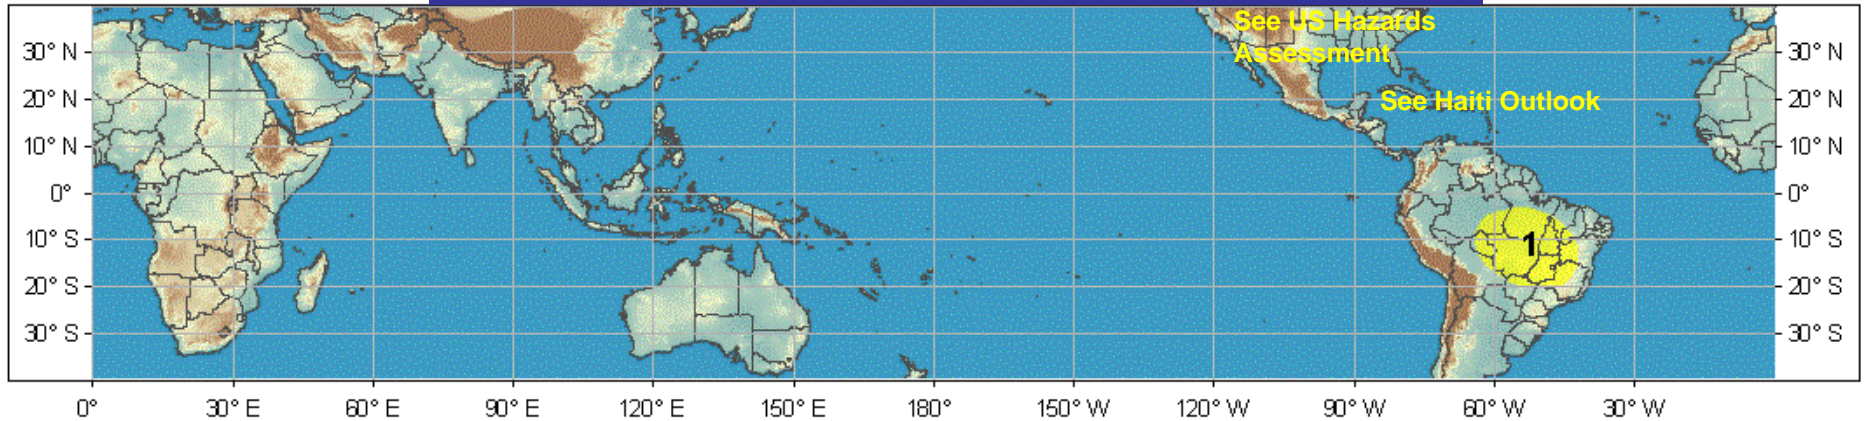 See US Hazards
Assessment
30° N
30° N
20° N
See Haiti Outlook
20° N
10° N
10° N
0°
0°
10° S
1
10° S
20° S
20° S
30° S
30° S
0°
30° E
60° E
90° E
120° E
150° E
180°
150° W
120° W
90° W
60° W
30° W